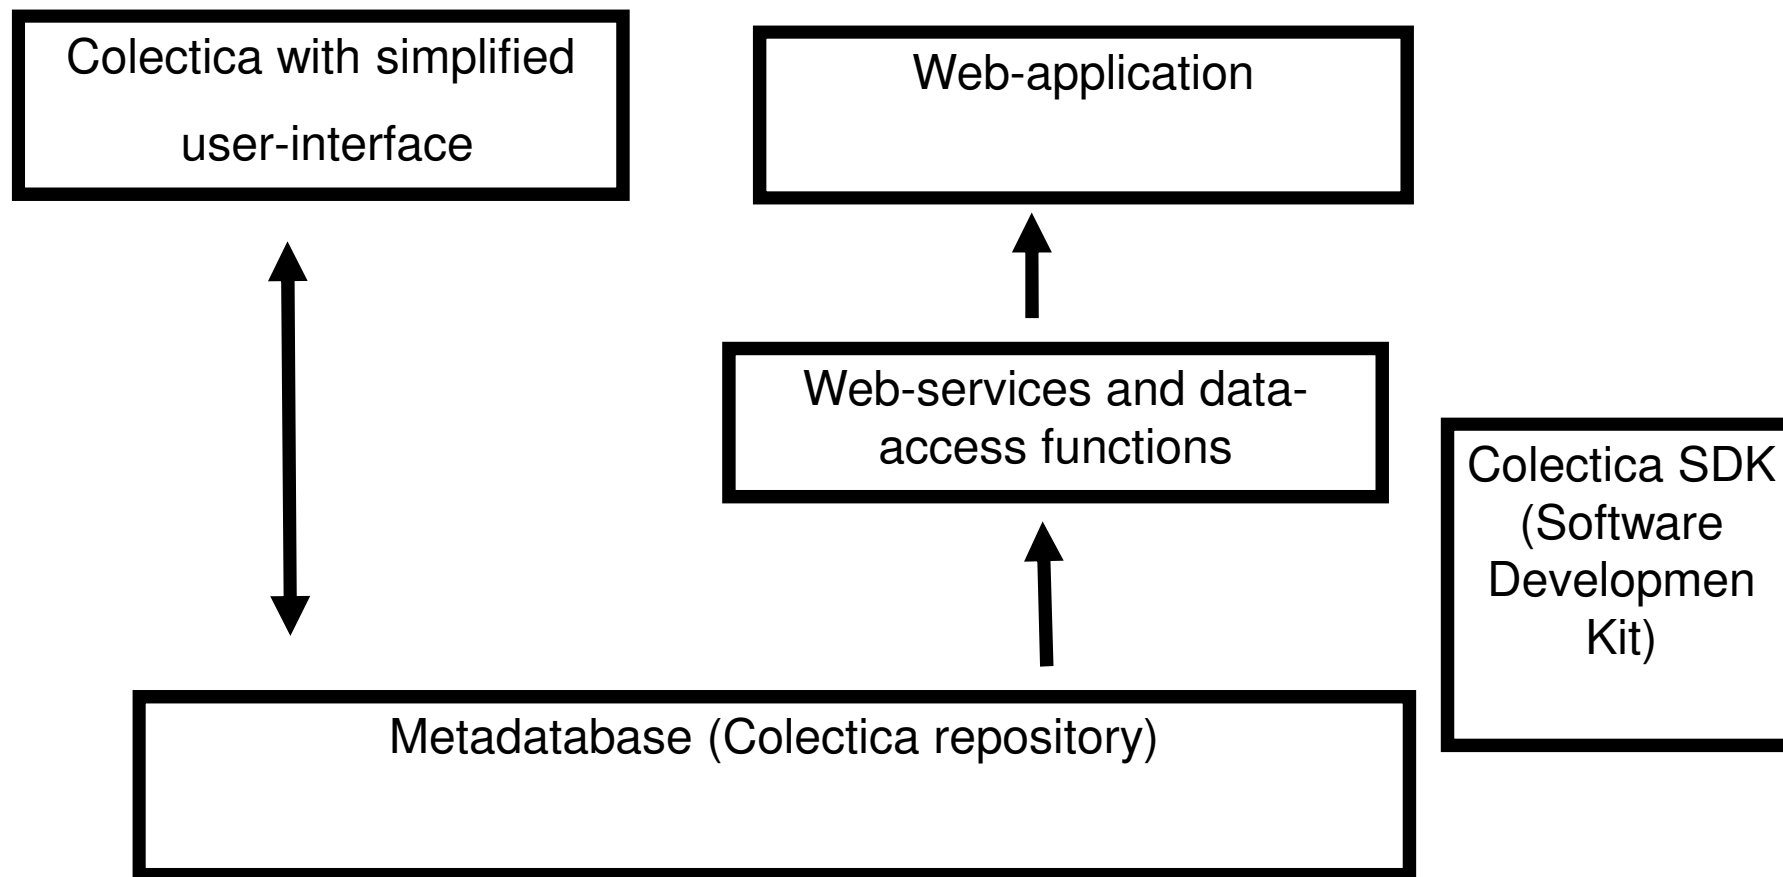 Colectica with simplified
user-interface
Web-application
Web-services and data-
access functions
Colectica SDK
(Software
Developmen
Kit)
Metadatabase (Colectica repository)